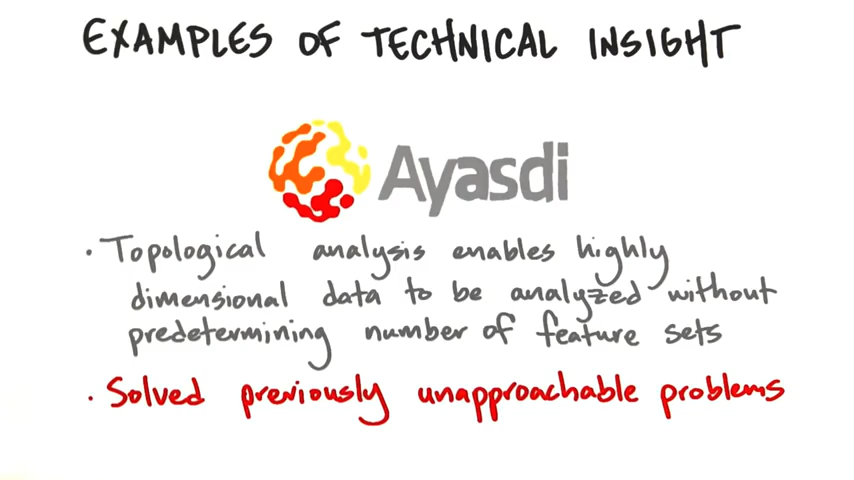 EXAMPLES OF TECHNICAL INSIGHT
Ayasdi
· Topological analysis enables highly
dimensional data to be analyzed without
predetermining number of feature sets
· Solved previously unapproachable problems